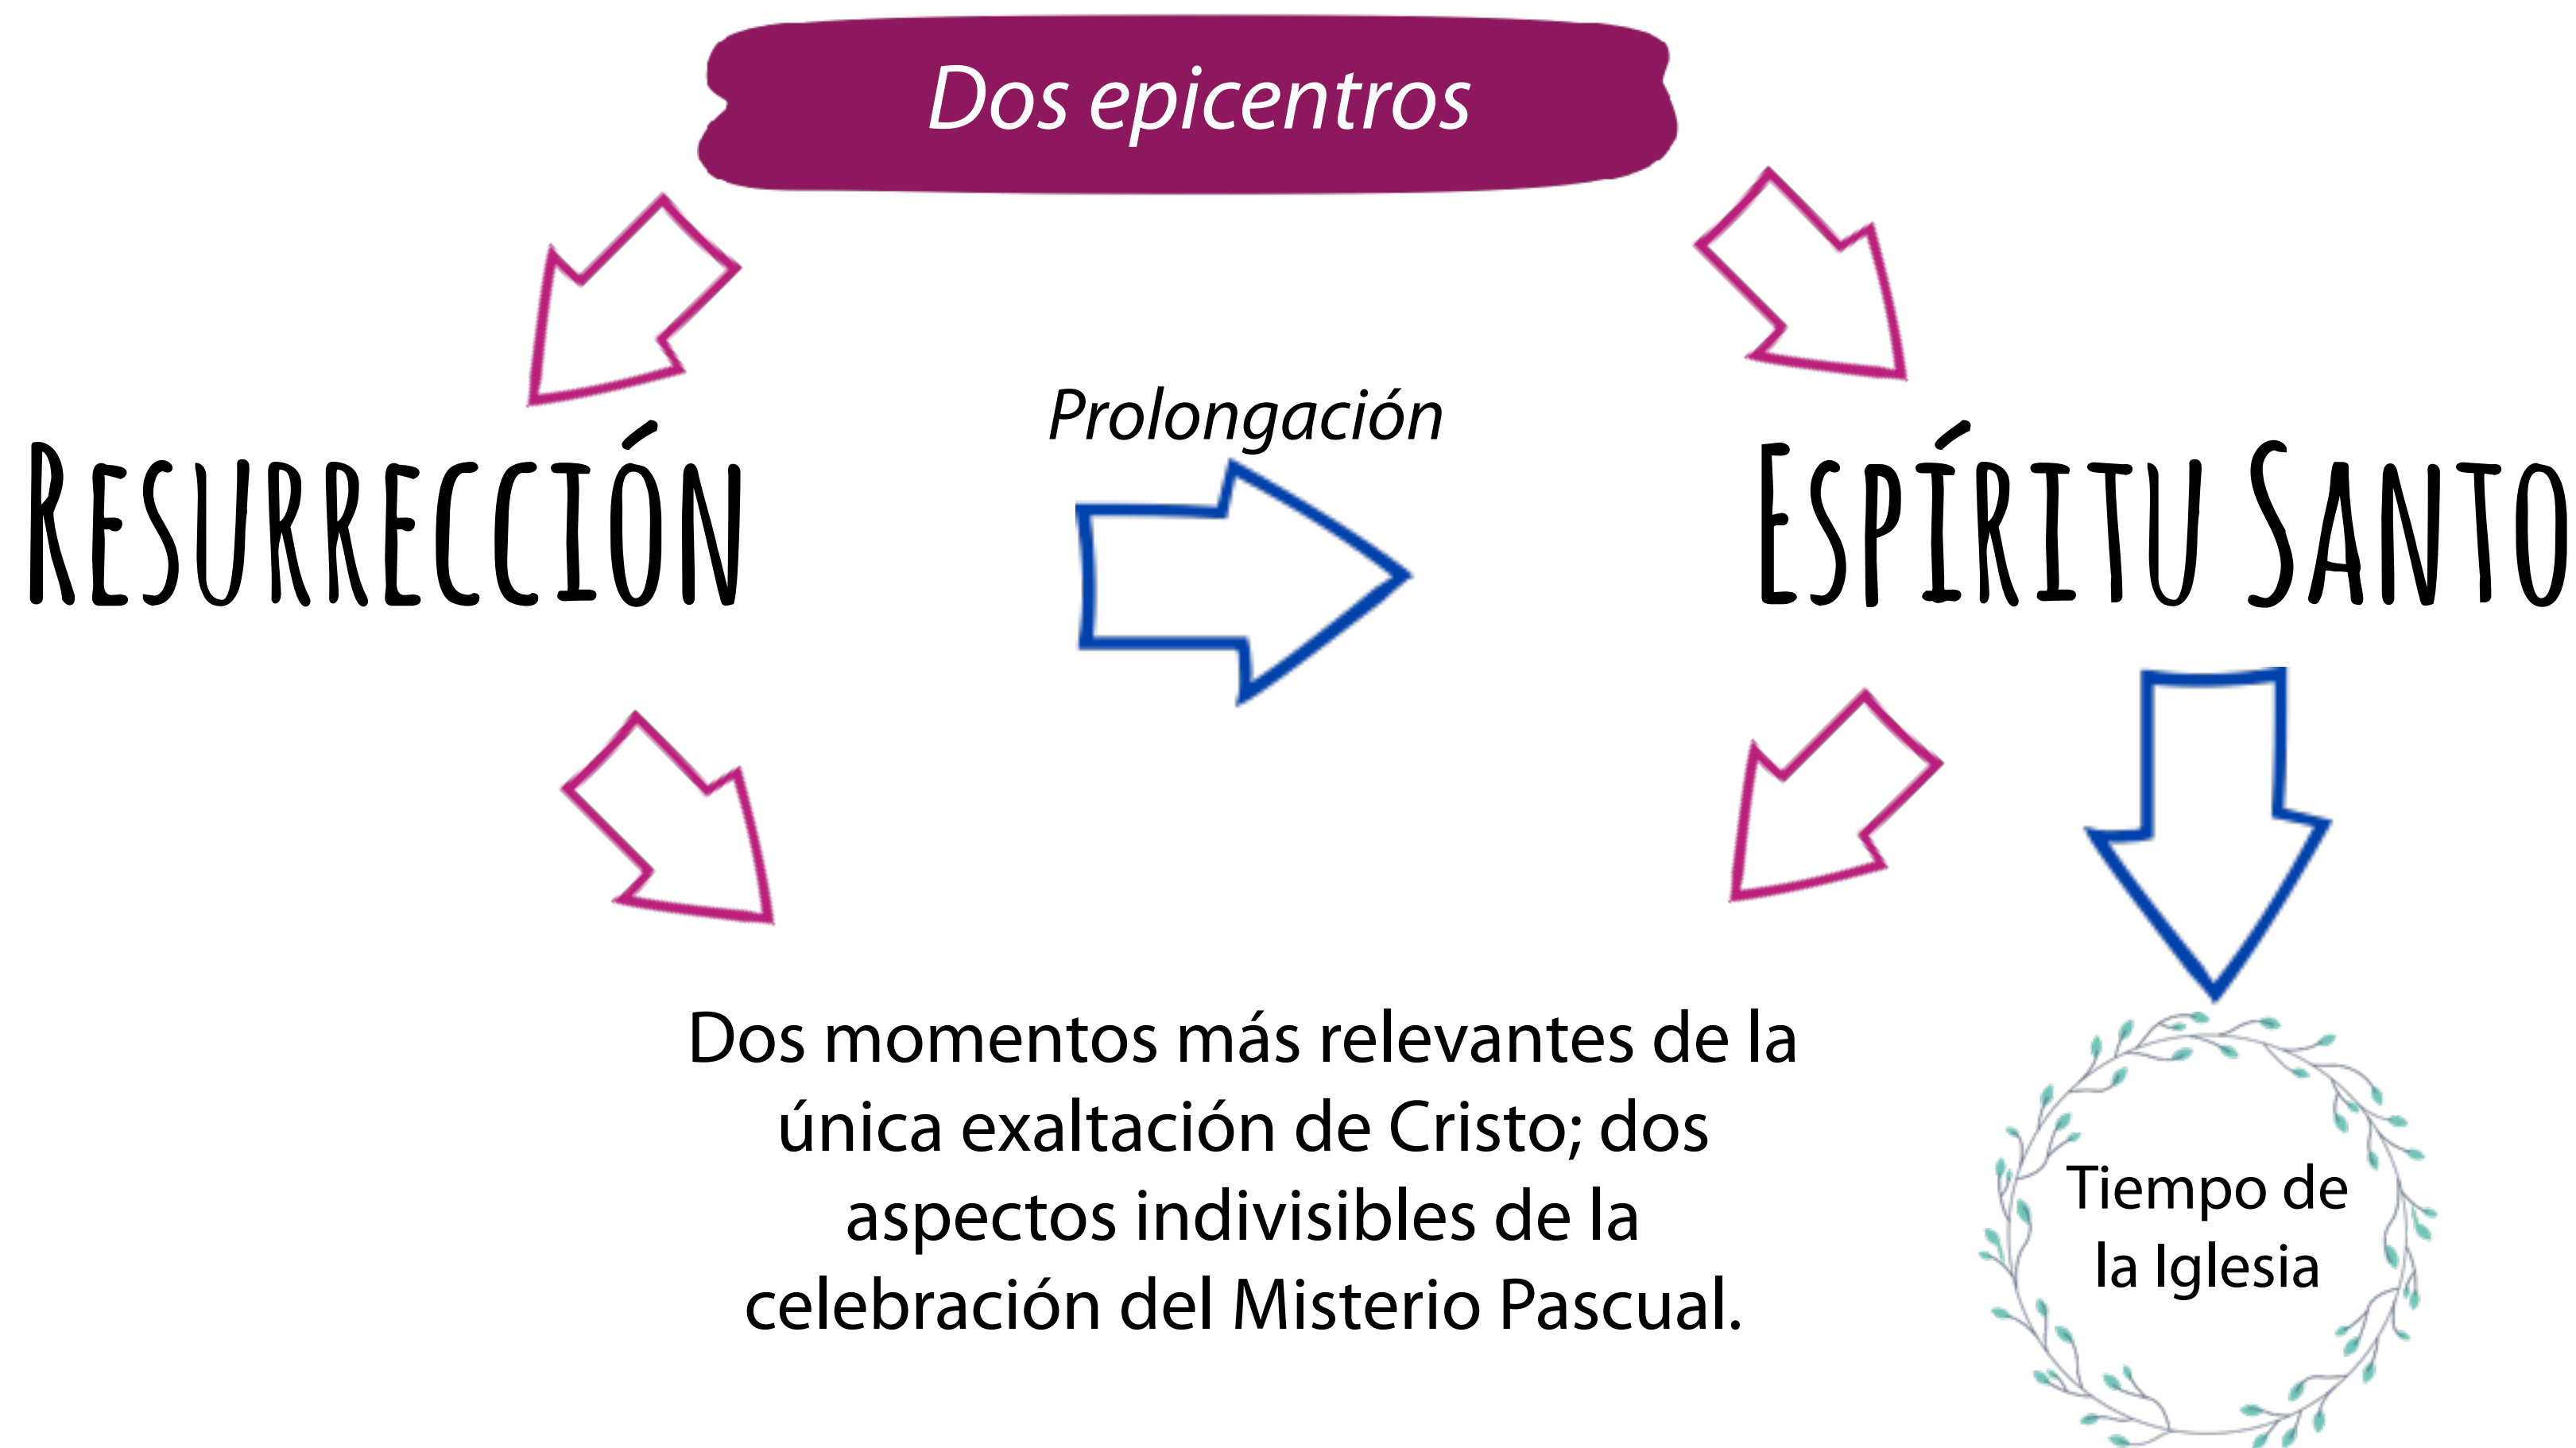 Dos epicentros
Prolongación
RESURRECCIÓN
ESPÍRITU SANTO
Dos momentos más relevantes de la
única exaltación de Cristo; dos
aspectos indivisibles de la
celebración del Misterio Pascual.
Tiempo de
la Iglesia